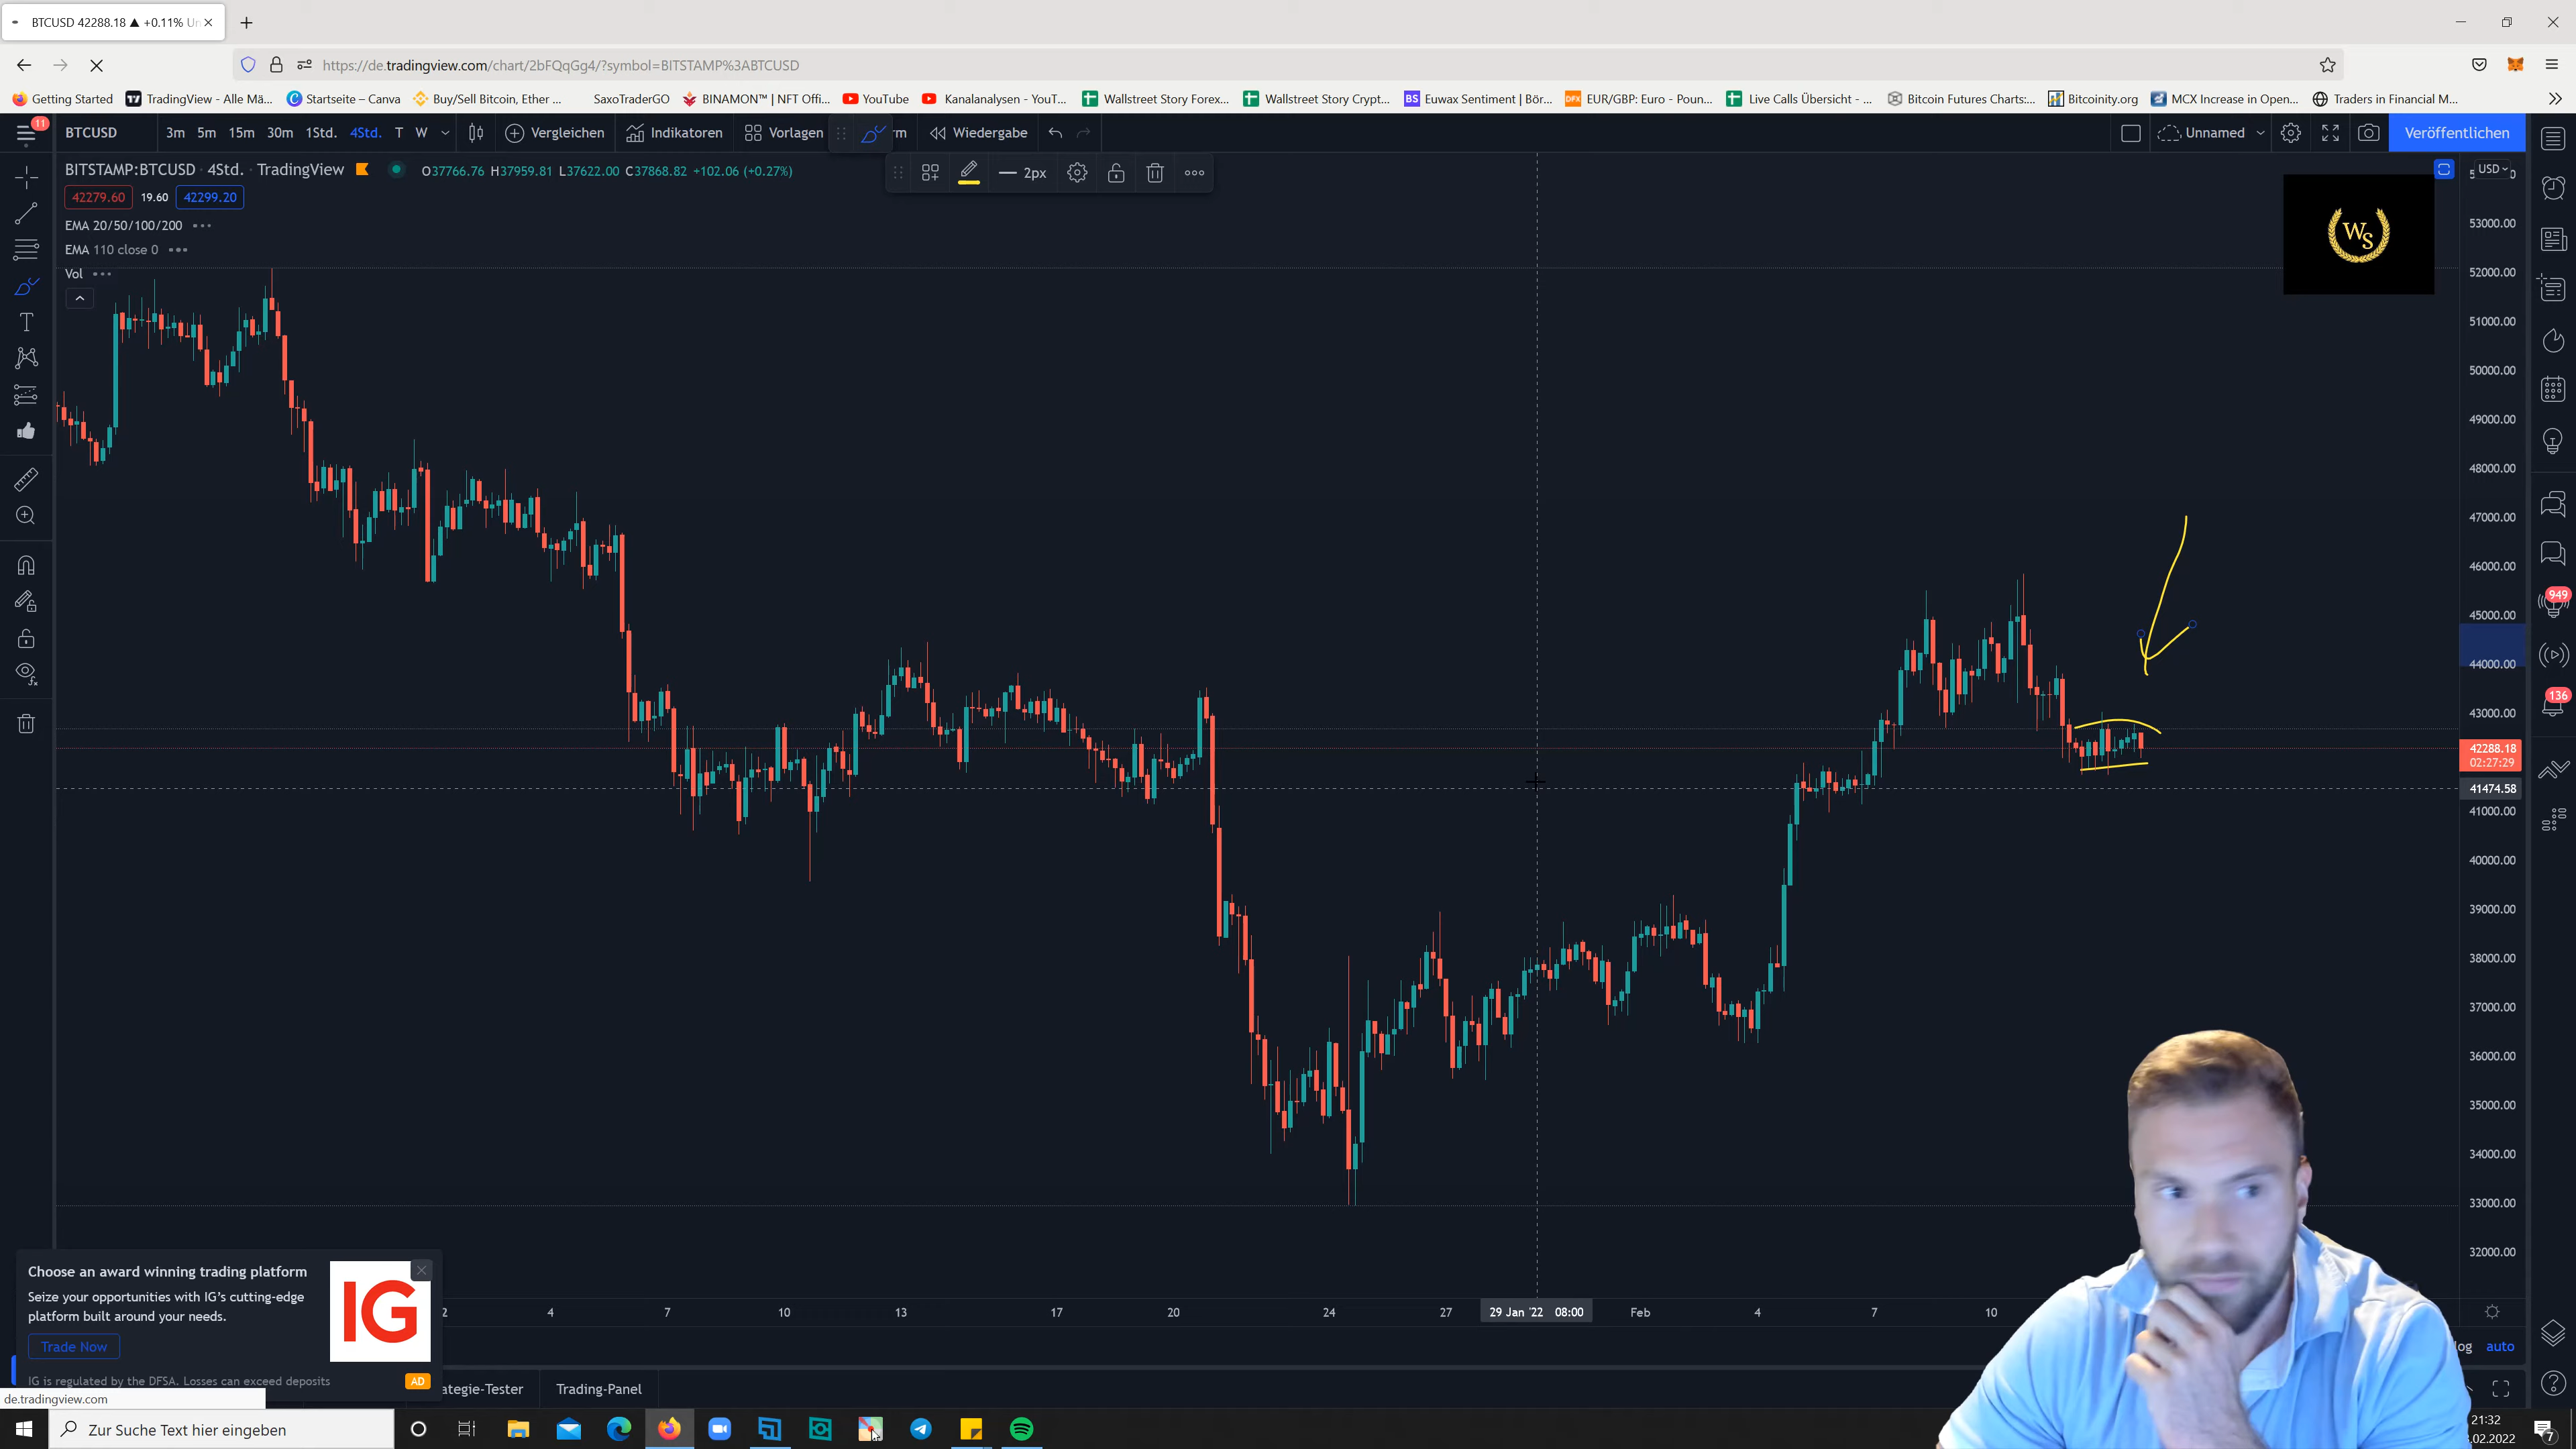 BTCUSD 42288.18 ▲ +0.11% Un
https://de.tradingview.com/chart/2bFQqGg4/?symbol=BITSTAMP%3ABTCUSD
Getting Started TradingView - Alle Mä... Startseite – Canva Buy/Sell Bitcoin, Ether ... SaxoTraderGO BINAMON™ | NFT Offi... YouTube Kanalanalysen - YouT... Wallstreet Story Forex... Wallstreet Story Crypt... BS Euwax Sentiment | Bör... DFX EUR/GBP: Euro - Poun... Live Calls Übersicht - ... Bitcoin Futures Charts:... Bitcoinity.org MCX Increase in Open... Traders in Financial M...
11 BTCUSD 3m 5m 15m 30m 1Std. 4Std. T W Vergleichen Indikatoren Vorlagen rm Wiedergabe Unnamed Veröffentlichen
BITSTAMP:BTCUSD · 4Std. · TradingView O37766.76 H37959.81 L37622.00 C37868.82 +102.06 (+0.27%) 2px USD
42279.60 19.60 42299.20
EMA 20/50/100/200
EMA 110 close 0
Vol
WS
53000.00
52000.00
51000.00
50000.00
49000.00
48000.00
47000.00
46000.00
45000.00
44000.00
43000.00
42288.18
02:27:29
41474.58
41000.00
40000.00
39000.00
38000.00
37000.00
36000.00
35000.00
34000.00
33000.00
32000.00
949
136
2 4 7 10 13 17 20 24 27 29 Jan '22 08:00 Feb 4 7 10
Choose an award winning trading platform
Seize your opportunities with IG's cutting-edge
platform built around your needs.
Trade Now
IG
IG is regulated by the DFSA. Losses can exceed deposits AD
log auto
ategie-Tester Trading-Panel
de.tradingview.com
Zur Suche Text hier eingeben
21:32
.02.2022
7